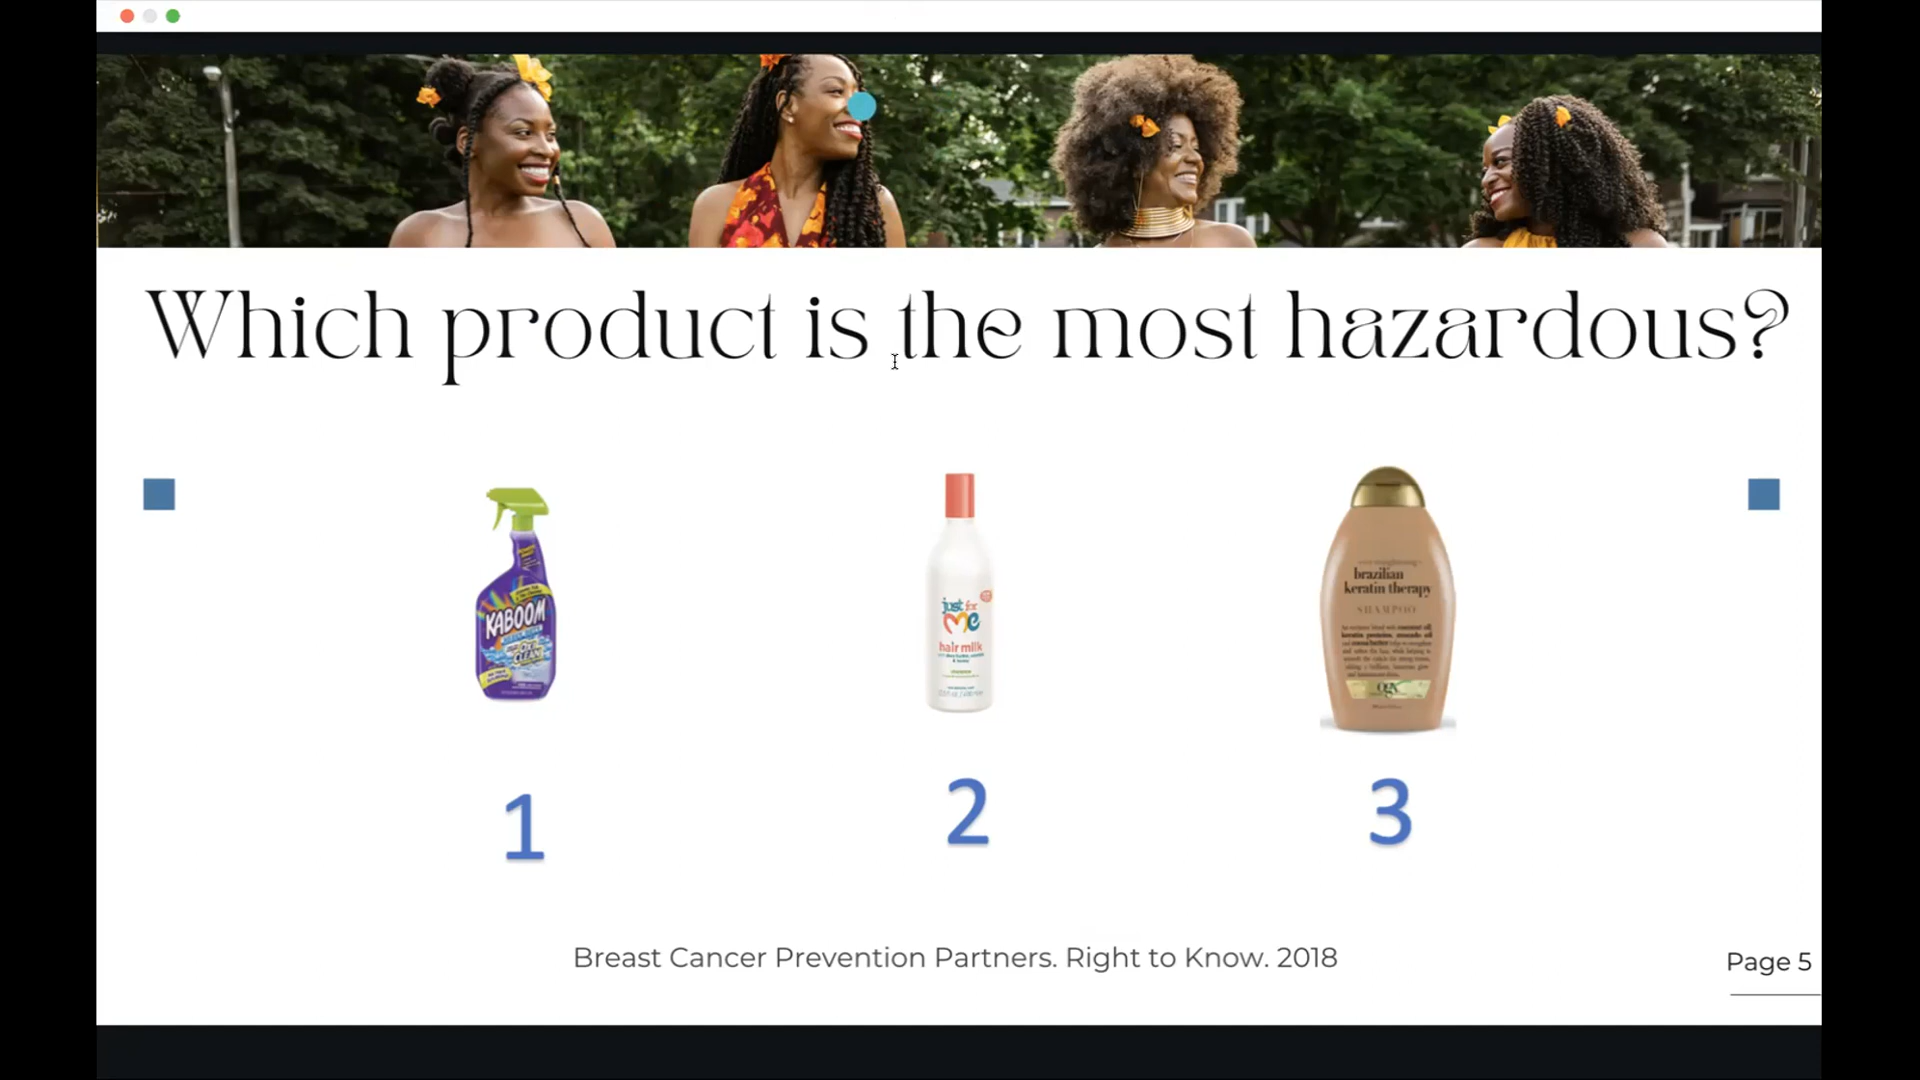 Which product is the most hazardous?
KABOOM
CLEAN
just for
Me
hair milk
brazilian
keratin therapy
SHAMPOO
ogx
1
2
3
Breast Cancer Prevention Partners. Right to Know. 2018
Page 5